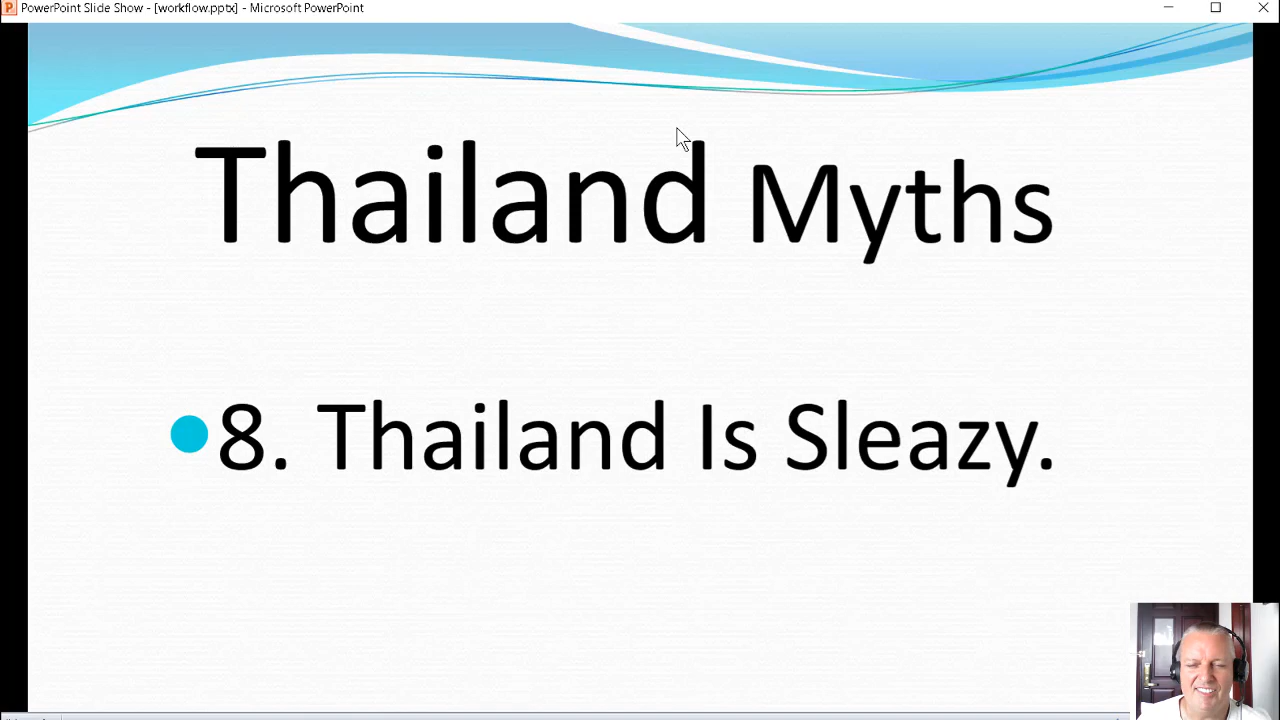 PowerPoint Slide Show - [workflow.pptx] - Microsoft PowerPoint
Thailand Myths
8. Thailand Is Sleazy.